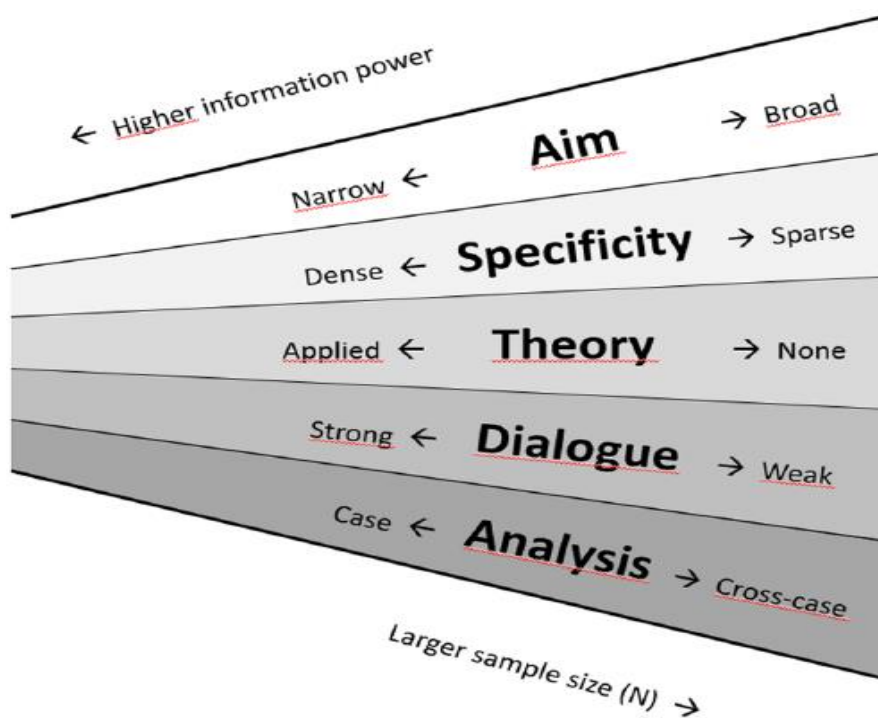 ← Higher information power
Narrow ← Aim → Broad
Dense ← Specificity → Sparse
Applied ← Theory → None
Strong ← Dialogue → Weak
Case ← Analysis → Cross-case
Larger sample size (N) →